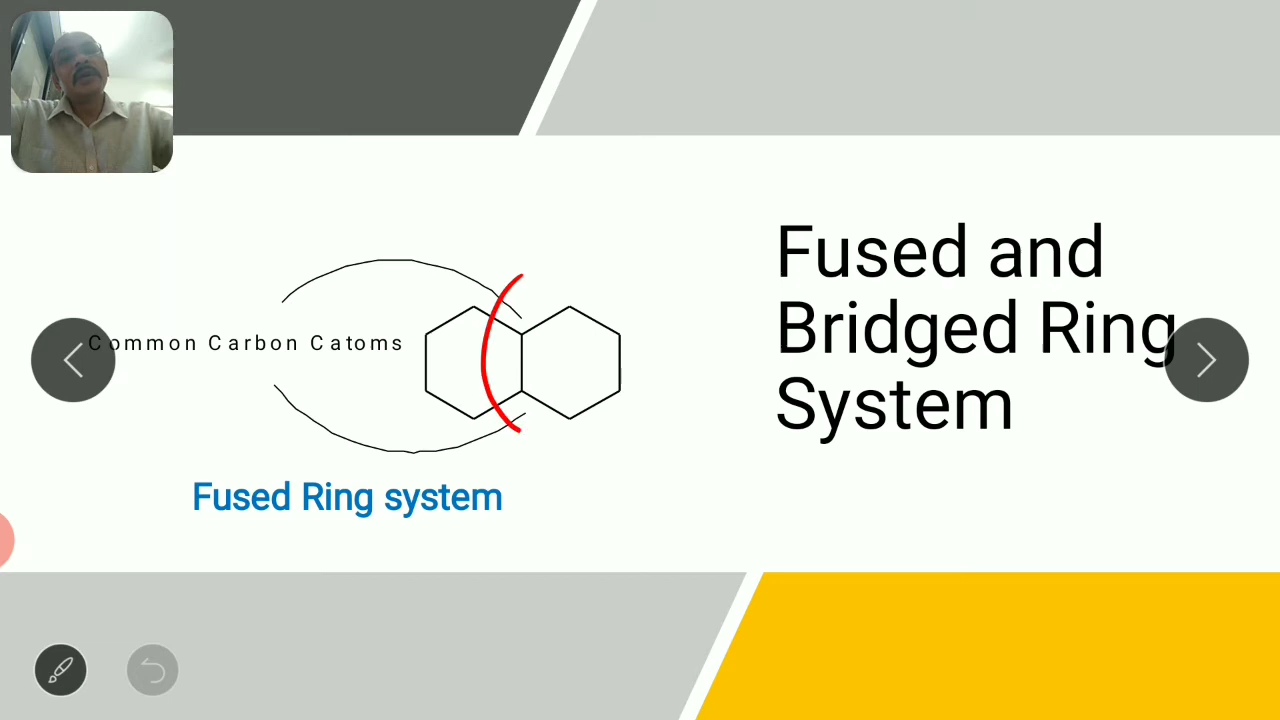 Common Carbon Catoms
Fused Ring system
Fused and
Bridged Ring
System